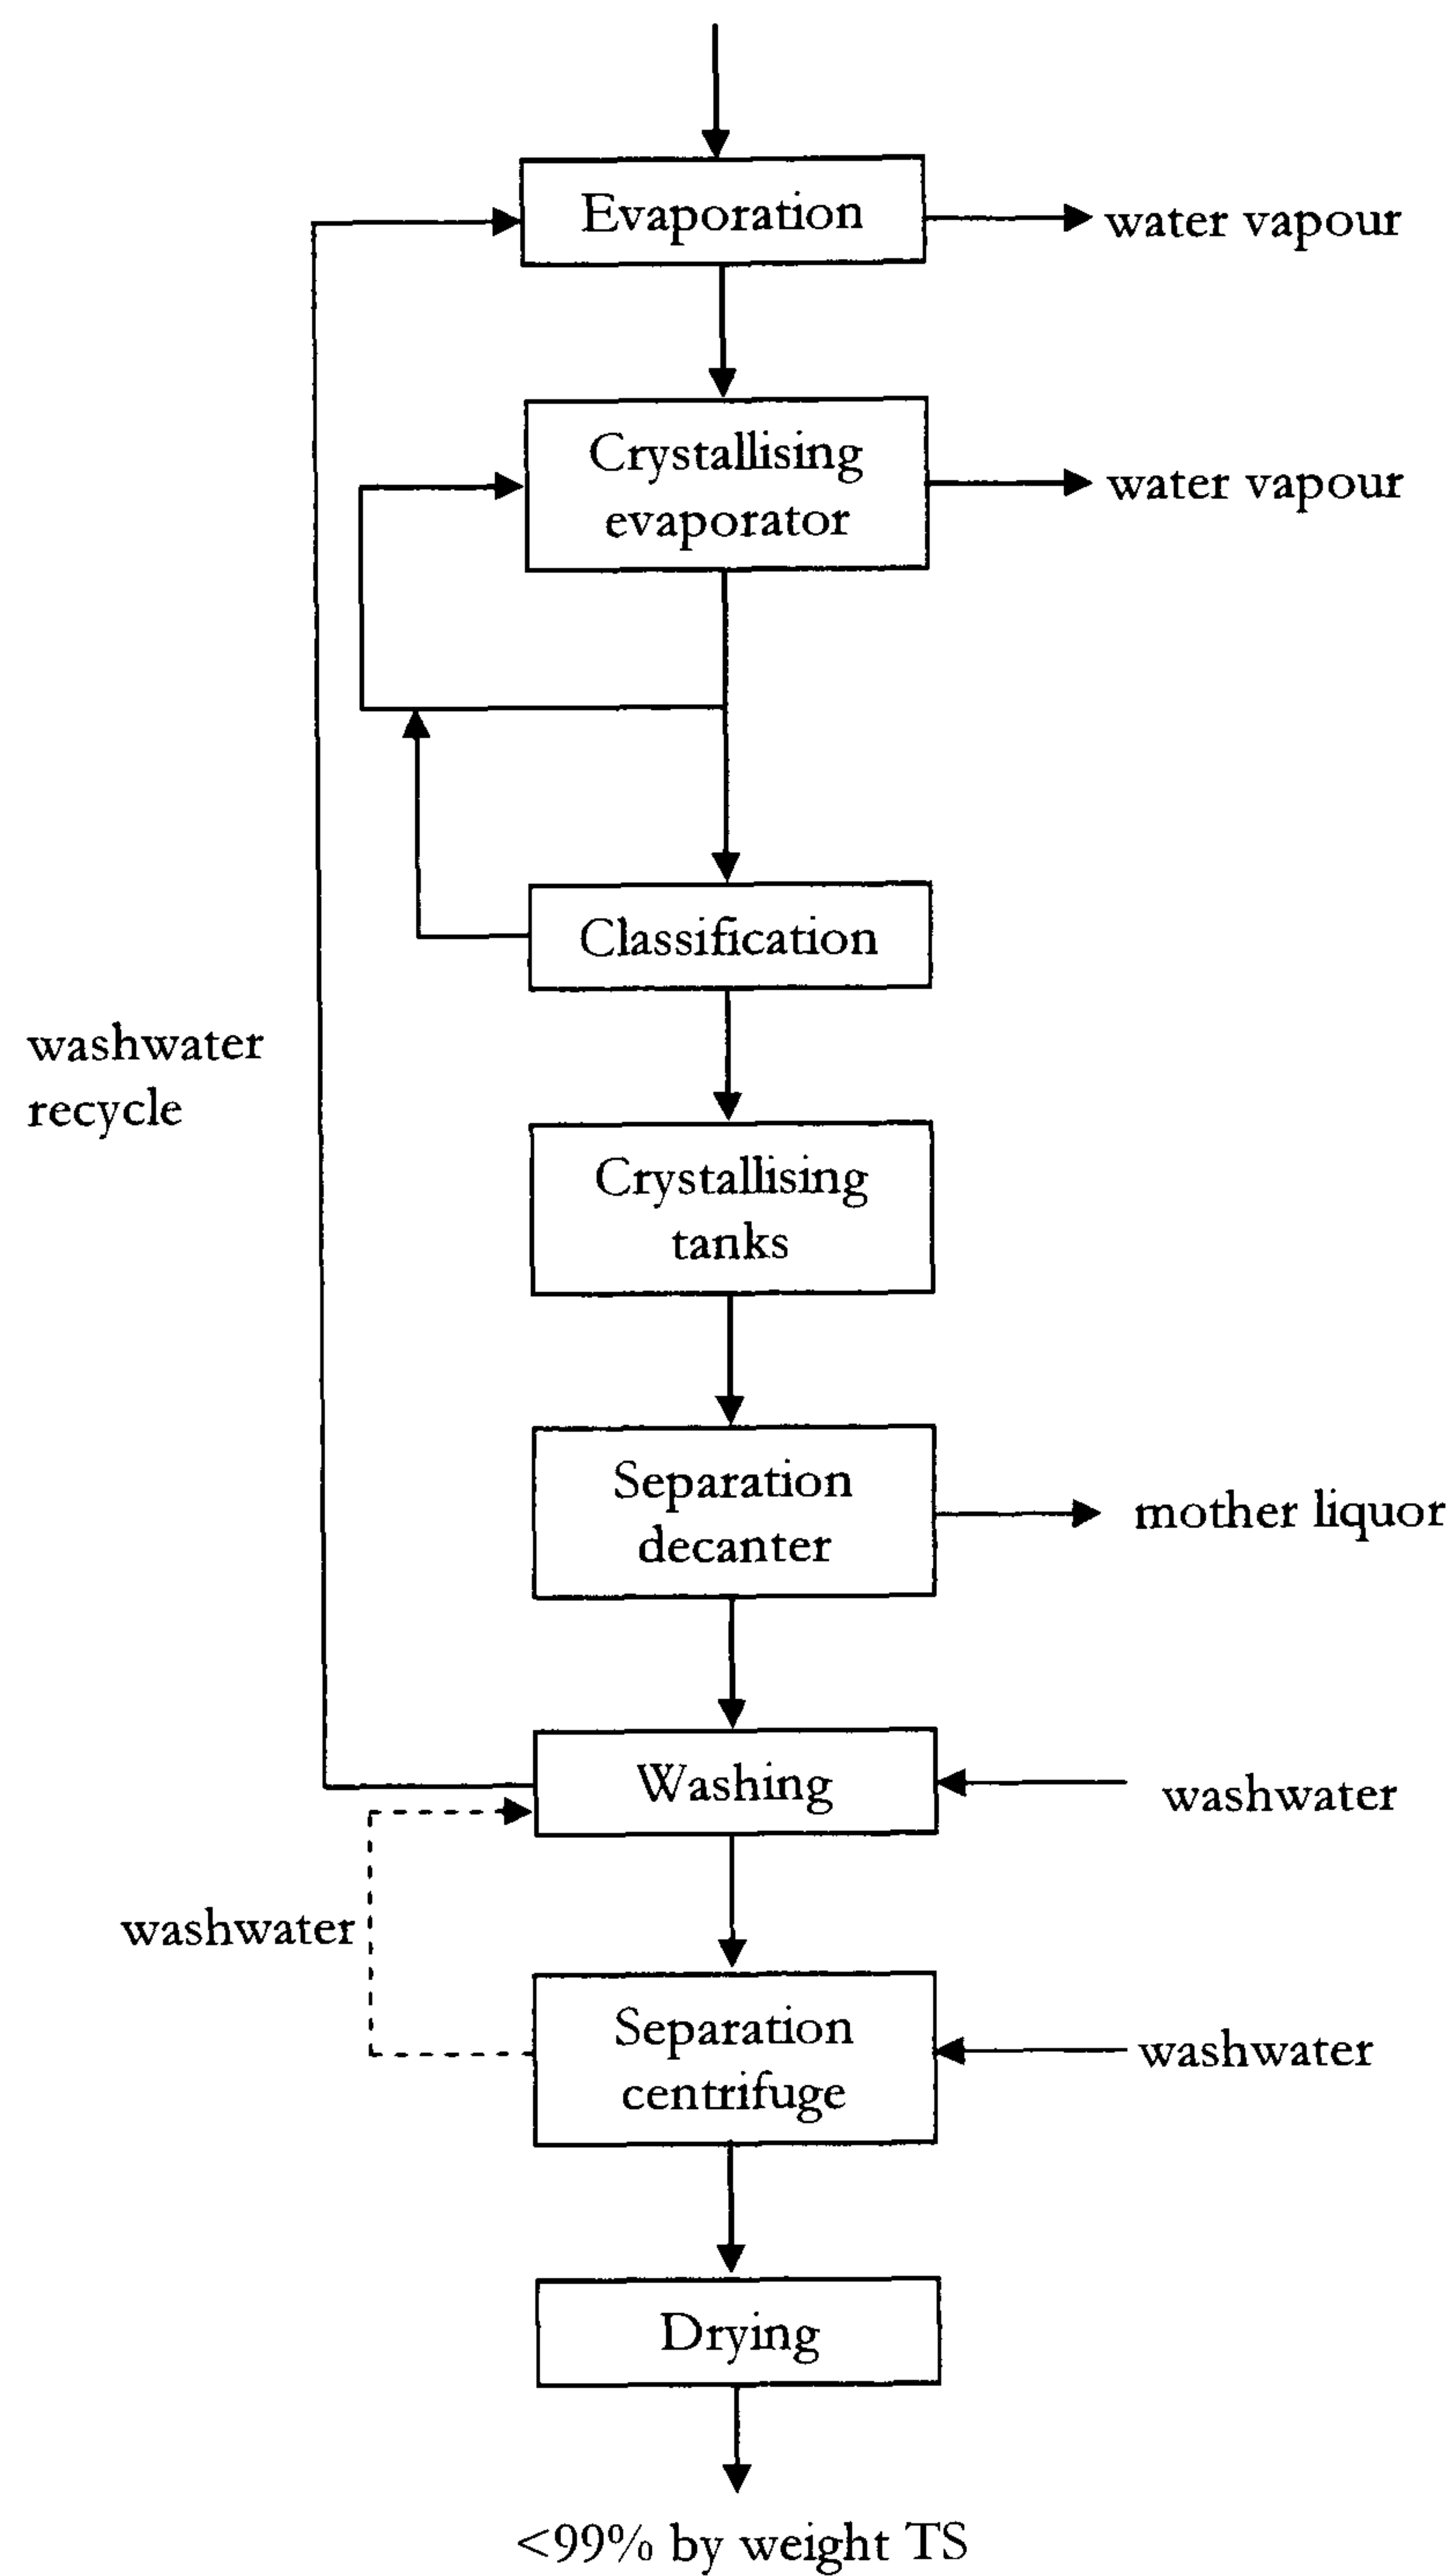 Evaporation
water vapour
Crystallising
evaporator
water vapour
Classification
washwater
recycle
Crystallising
tanks
Separation
decanter
mother liquor
Washing
washwater
washwater
Separation
centrifuge
washwater
Drying
<99% by weight TS